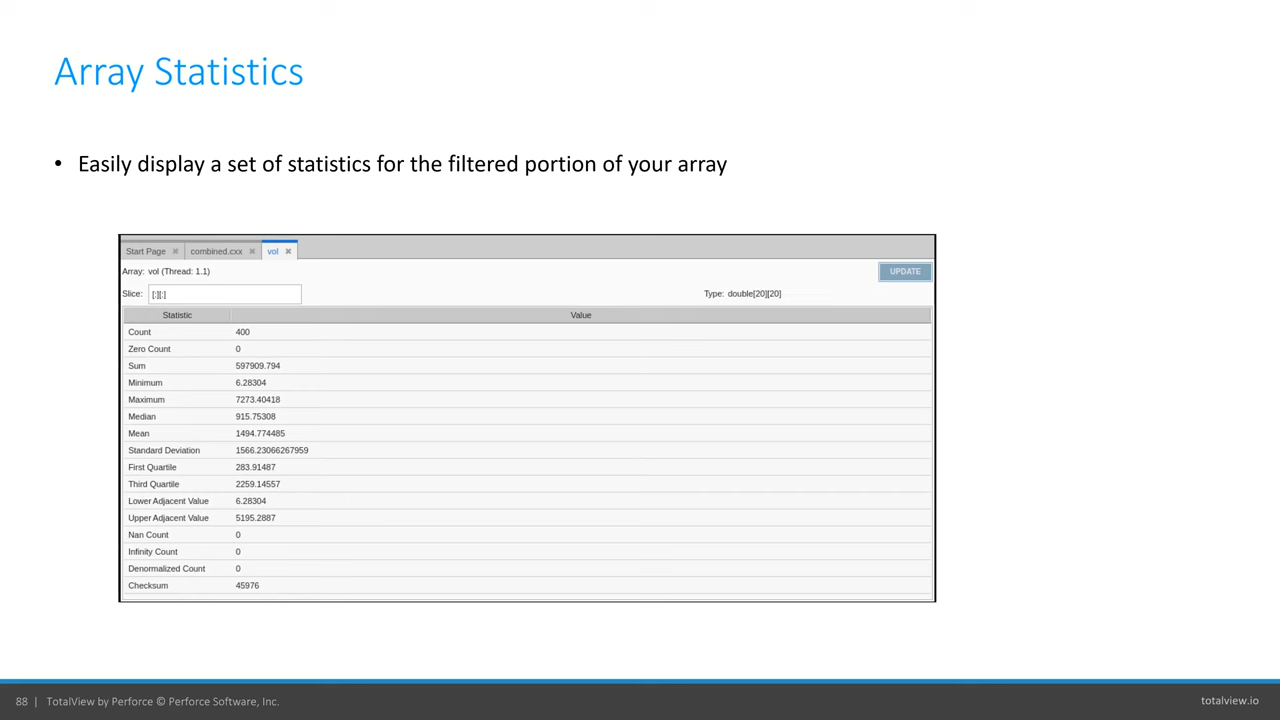 Array Statistics
• Easily display a set of statistics for the filtered portion of your array
Start Page ✖ combined.cxx ✖ vol ✖
Array: vol (Thread: 1.1) UPDATE
Slice: [:][:] Type: double[20][20]
Statistic Value
Count 400
Zero Count 0
Sum 597909.794
Minimum 6.28304
Maximum 7273.40418
Median 915.75308
Mean 1494.774485
Standard Deviation 1566.23066267959
First Quartile 283.91487
Third Quartile 2259.14557
Lower Adjacent Value 6.28304
Upper Adjacent Value 5195.2887
Nan Count 0
Infinity Count 0
Denormalized Count 0
Checksum 45976
88 | TotalView by Perforce © Perforce Software, Inc. totalview.io